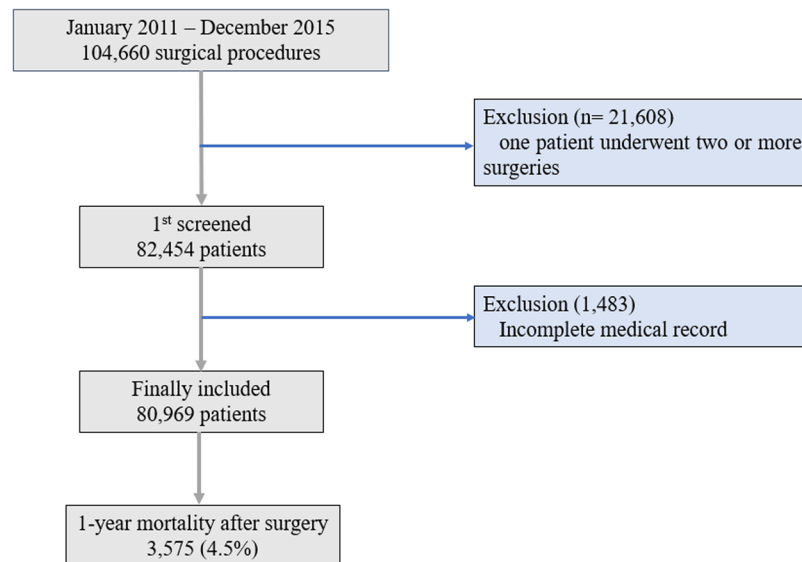 January 2011 – December 2015
104,660 surgical procedures
Exclusion (n= 21,608)
one patient underwent two or more
surgeries
1st screened
82,454 patients
Exclusion (1,483)
Incomplete medical record
Finally included
80,969 patients
1-year mortality after surgery
3,575 (4.5%)